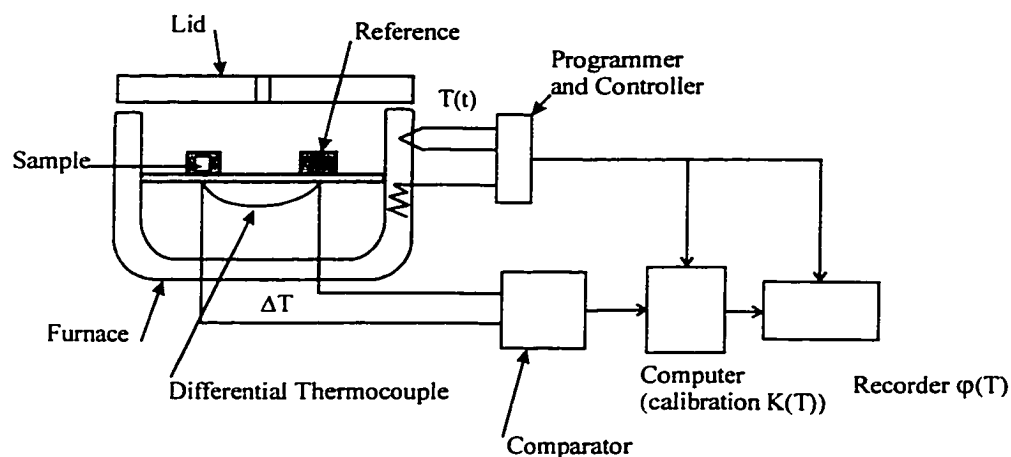 Lid
Reference
Programmer
and Controller
T(t)
Sample
ΔT
Furnace
Differential Thermocouple
Computer
(calibration K(T))
Recorder φ(T)
Comparator